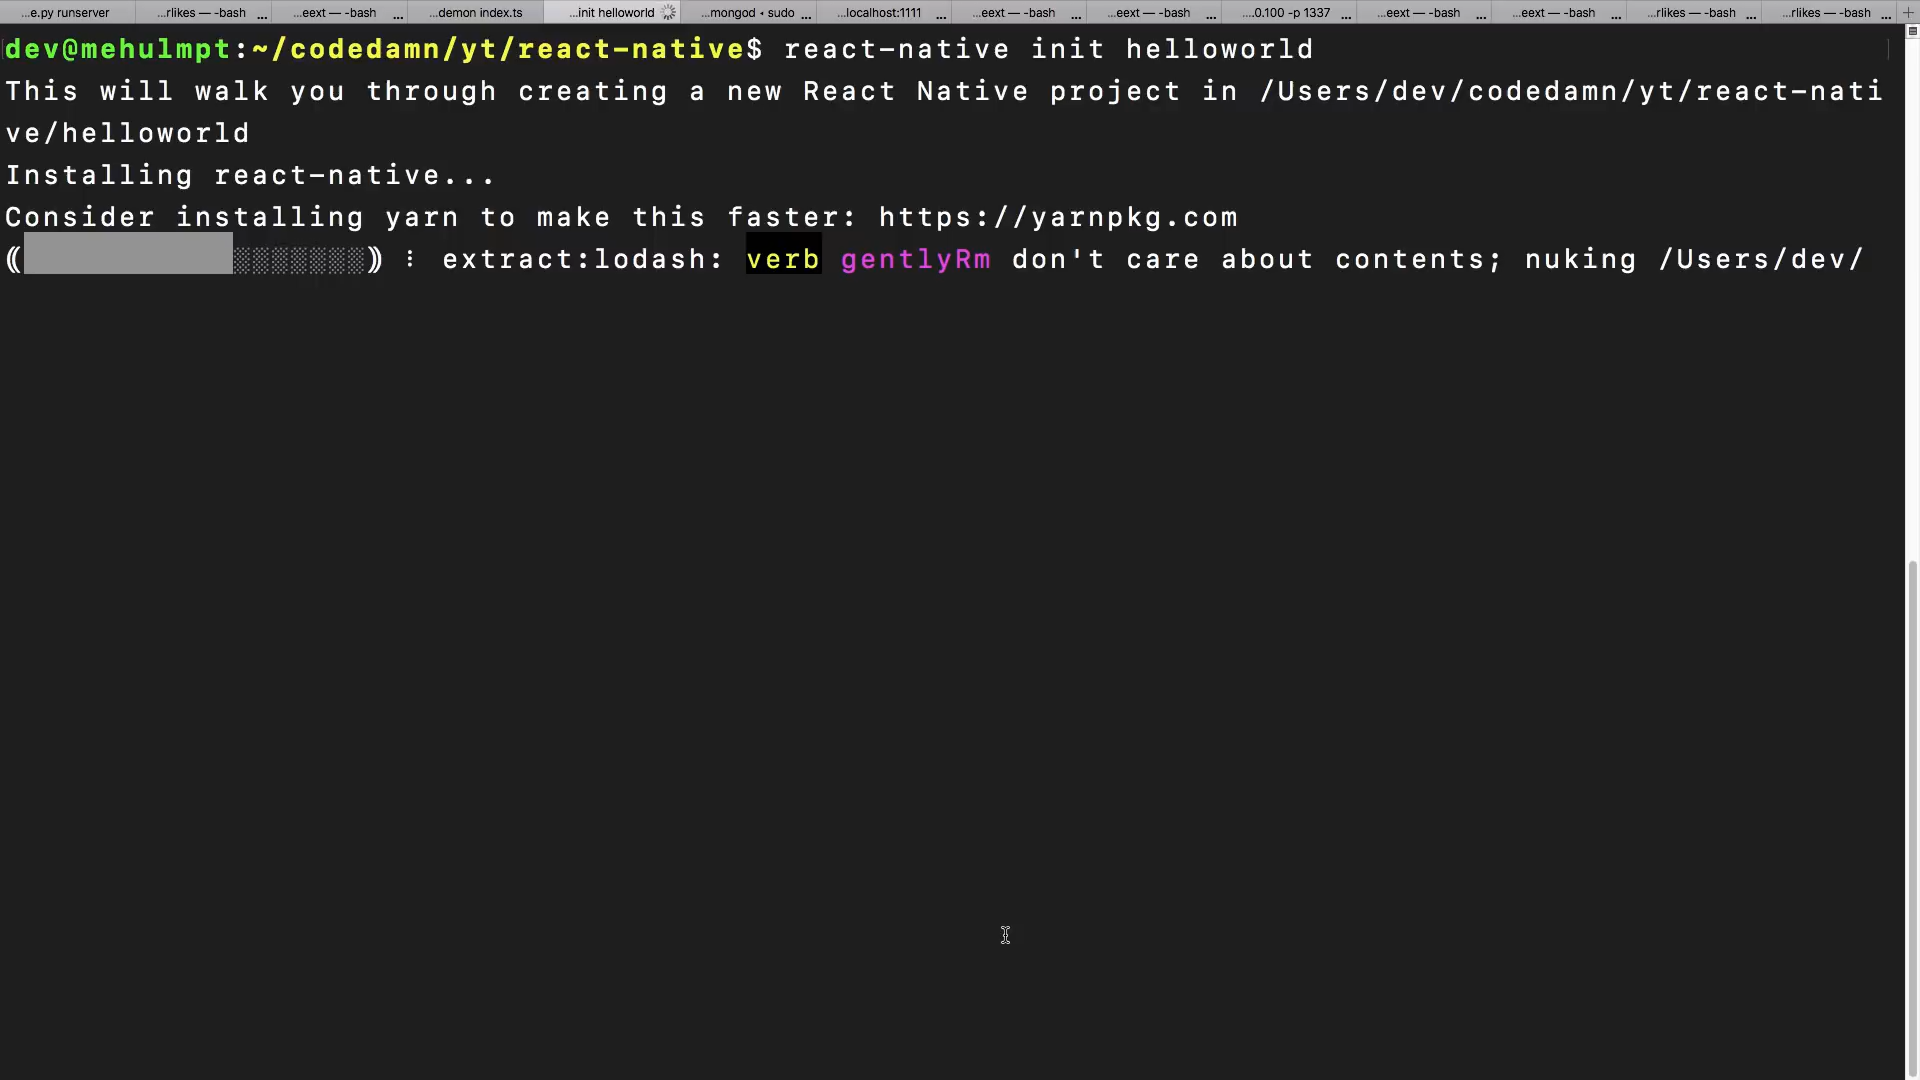 ...e.py runserver
...rlikes — -bash ...
...eext — -bash ...
...demon index.ts
...init helloworld
...mongod ◂ sudo ...
...localhost:1111 ...
...eext — -bash ...
...eext — -bash ...
....0.100 -p 1337 ...
...eext — -bash ...
...eext — -bash ...
...rlikes — -bash ...
...rlikes — -bash ...
dev@mehulmpt:~/codedamn/yt/react-native$ react-native init helloworld
This will walk you through creating a new React Native project in /Users/dev/codedamn/yt/react-nati
ve/helloworld
Installing react-native...
Consider installing yarn to make this faster: https://yarnpkg.com
⸨          ░░░░░░░⸩ ⠸ extract:lodash: verb gentlyRm don't care about contents; nuking /Users/dev/